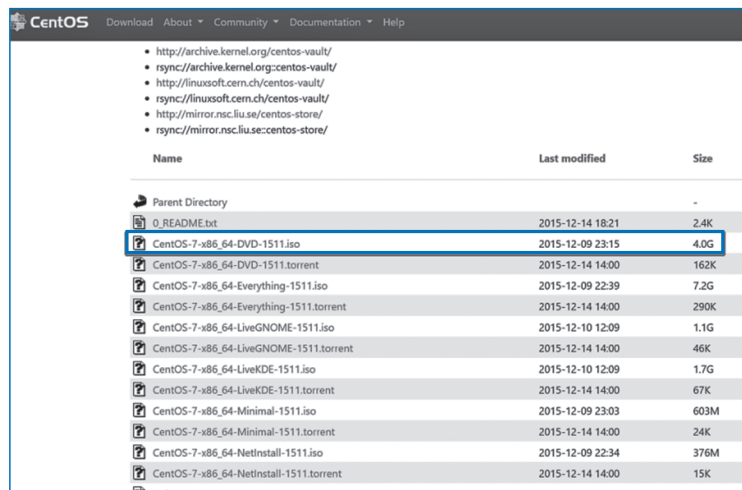 CentOS Download About Community Documentation Help
http://archive.kernel.org/centos-vault/
rsync://archive.kernel.org::centos-vault/
http://linuxsoft.cern.ch/centos-vault/
rsync://linuxsoft.cern.ch/centos-vault/
http://mirror.nsc.liu.se/centos-store/
rsync://mirror.nsc.liu.se::centos-store/
Name Last modified Size
Parent Directory -
0_README.txt 2015-12-14 18:21 2.4K
CentOS-7-x86_64-DVD-1511.iso 2015-12-09 23:15 4.0G
CentOS-7-x86_64-DVD-1511.torrent 2015-12-14 14:00 162K
CentOS-7-x86_64-Everything-1511.iso 2015-12-09 22:39 7.2G
CentOS-7-x86_64-Everything-1511.torrent 2015-12-14 14:00 290K
CentOS-7-x86_64-LiveGNOME-1511.iso 2015-12-10 12:09 1.1G
CentOS-7-x86_64-LiveGNOME-1511.torrent 2015-12-14 14:00 46K
CentOS-7-x86_64-LiveKDE-1511.iso 2015-12-10 12:09 1.7G
CentOS-7-x86_64-LiveKDE-1511.torrent 2015-12-14 14:00 67K
CentOS-7-x86_64-Minimal-1511.iso 2015-12-09 23:03 603M
CentOS-7-x86_64-Minimal-1511.torrent 2015-12-14 14:00 24K
CentOS-7-x86_64-NetInstall-1511.iso 2015-12-09 22:34 376M
CentOS-7-x86_64-NetInstall-1511.torrent 2015-12-14 14:00 15K